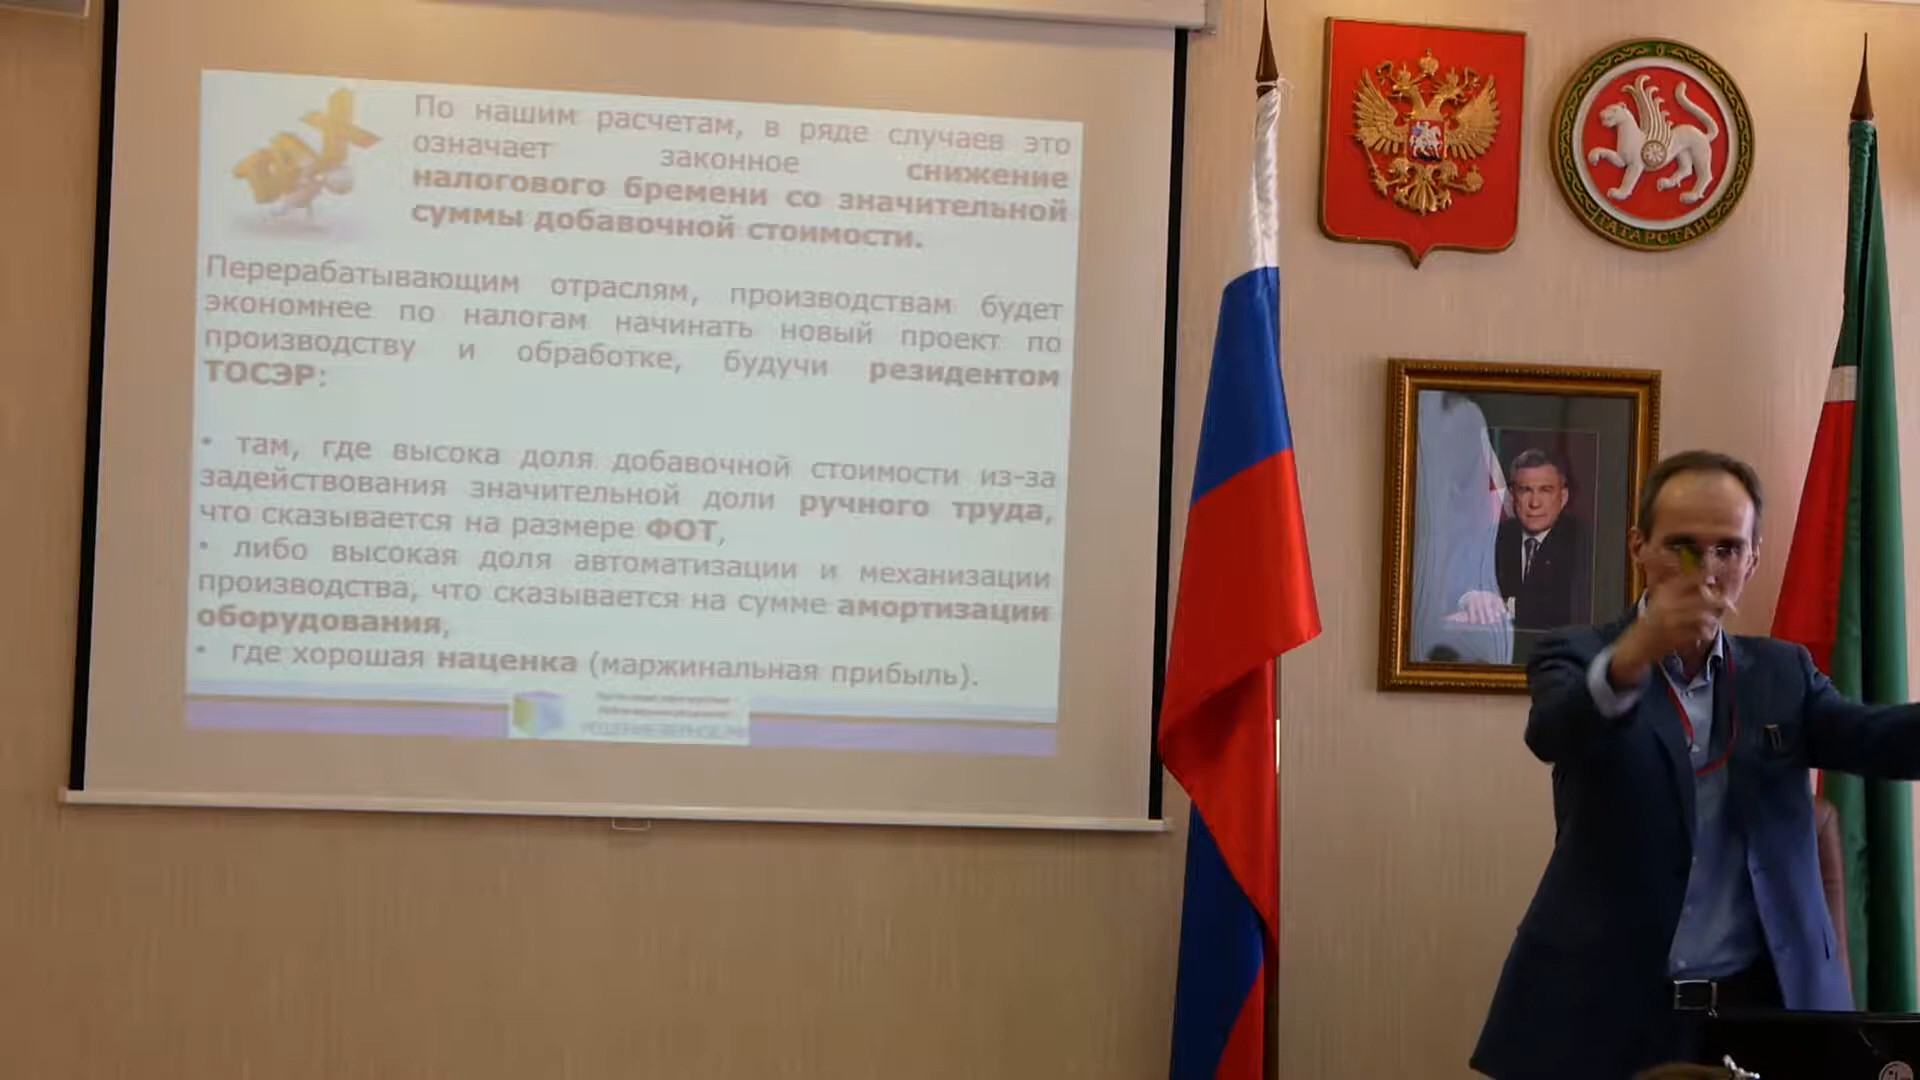 TAX
По нашим расчетам, в ряде случаев это
означает законное снижение
налогового бремени со значительной
суммы добавочной стоимости.
Перерабатывающим отраслям, производствам будет
экономнее по налогам начинать новый проект по
производству и обработке, будучи резидентом
ТОСЭР:
• там, где высока доля добавочной стоимости из-за
задействования значительной доли ручного труда,
что сказывается на размере ФОТ,
• либо высокая доля автоматизации и механизации
производства, что сказывается на сумме амортизации
оборудования,
• где хорошая наценка (маржинальная прибыль).
ТАТАРСТАН